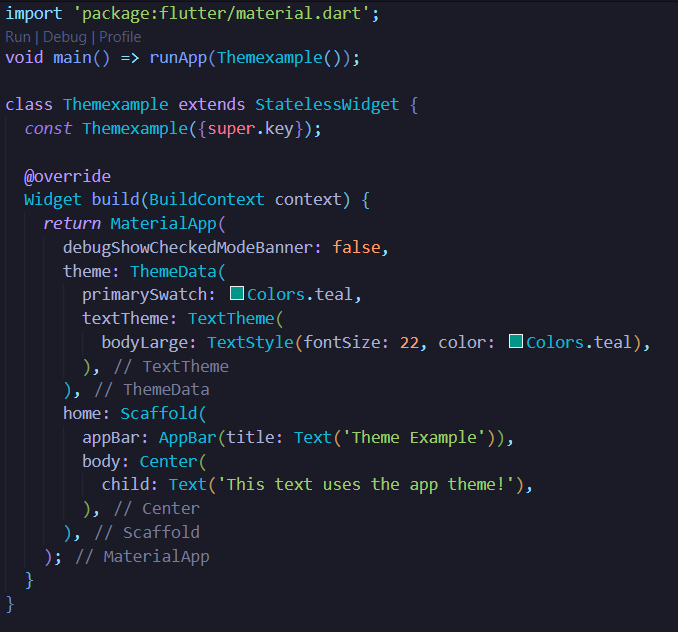 import 'package:flutter/material.dart';
Run | Debug | Profile
void main() => runApp(Themexample());
class Themexample extends StatelessWidget {
const Themexample({super.key});
@override
Widget build(BuildContext context) {
return MaterialApp(
debugShowCheckedModeBanner: false,
theme: ThemeData(
primarySwatch: Colors.teal,
textTheme: TextTheme(
bodyLarge: TextStyle(fontSize: 22, color: Colors.teal),
), // TextTheme
), // ThemeData
home: Scaffold(
appBar: AppBar(title: Text('Theme Example')),
body: Center(
child: Text('This text uses the app theme!'),
), // Center
), // Scaffold
); // MaterialApp
}
}